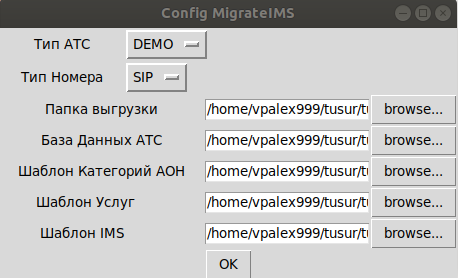 Config MigrateIMS
Тип АТС DEMO
Тип Номера SIP
Папка выгрузки /home/vpalex999/tusur/tu browse...
База Данных АТС /home/vpalex999/tusur/tu browse...
Шаблон Категорий АОН /home/vpalex999/tusur/tu browse...
Шаблон Услуг /home/vpalex999/tusur/tu browse...
Шаблон IMS /home/vpalex999/tusur/tu browse...
OK